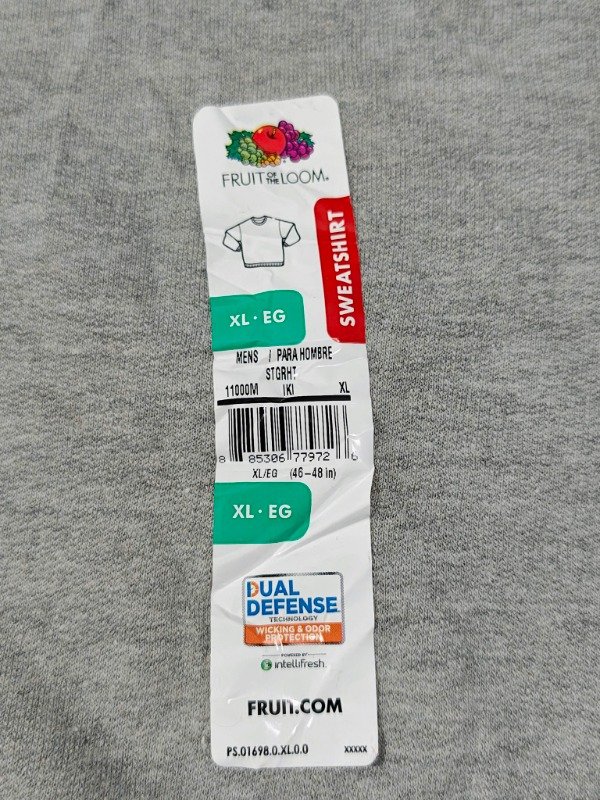 FRUIT OF THE LOOM®
SWEATSHIRT
XL · EG
MENS / PARA HOMBRE
STGRHT
11000M 1KI XL
8 85306 77972 6
XL/EG (46–48 in)
XL · EG
DUAL
DEFENSE
TECHNOLOGY
WICKING & ODOR
PROTECTION
POWERED BY
intellifresh
FRUIT.COM
PS.01698.0.XL.0.0 XXXXX